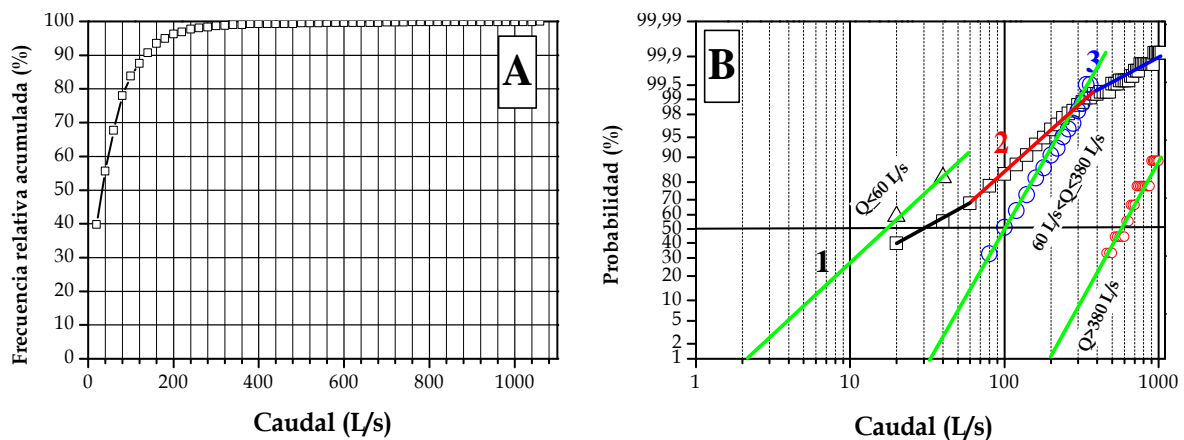 Frecuencia relativa acumulada (%)
100
90
80
70
60
50
40
30
20
10
0
0 200 400 600 800 1000
Caudal (L/s)
A
Probabilidad (%)
99,99
99,9
99.5
99
98
95
90
80
70
60
50
40
30
20
10
5
2
1
1 10 100 1000
Caudal (L/s)
B
1
2
3
Q≤60 L/s
60 L/s<Q≤380 L/s
Q>380 L/s